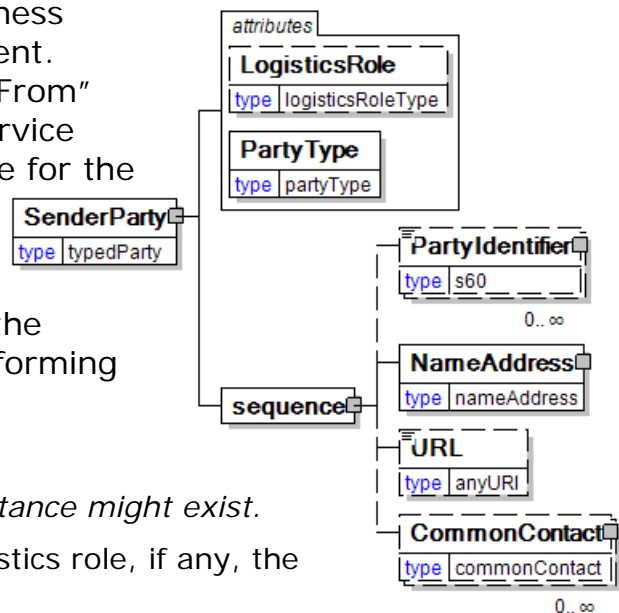 ness
ent.
From”
rvice
e for the
the
forming
tance might exist.
stics role, if any, the
attributes
LogisticsRole
type logisticsRoleType
PartyType
type partyType
SenderParty
type typedParty
sequence
PartyIdentifier
type s60
0.. ∞
NameAddress
type nameAddress
URL
type anyURI
CommonContact
type commonContact
0.. ∞